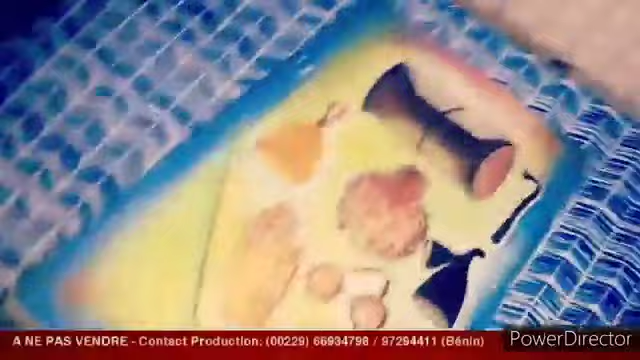 A NE PAS VENDRE - Contact Production: (00229) 66934798 / 97294411 (Bénin)
PowerDirector